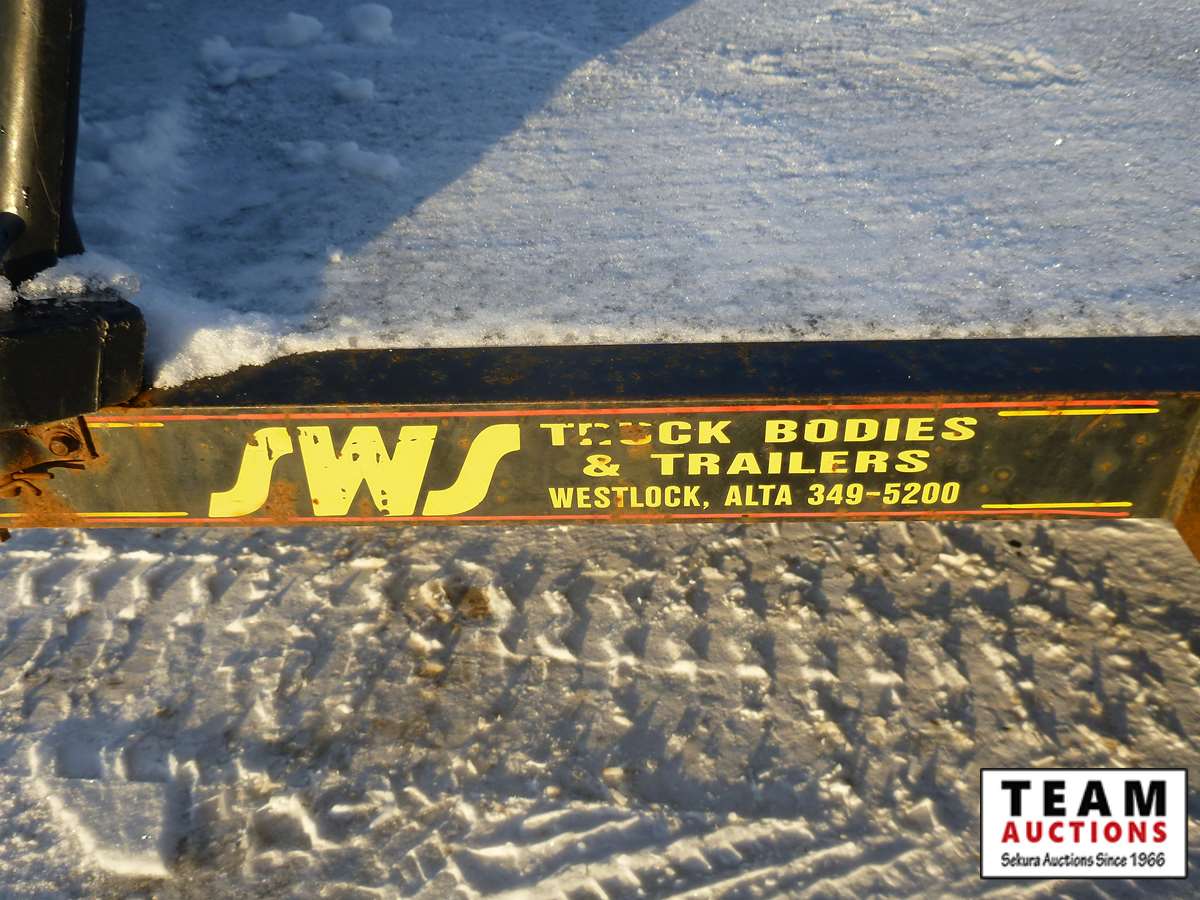 SWS
TRUCK BODIES
& TRAILERS
WESTLOCK, ALTA 349-5200
TEAM
AUCTIONS
Sekura Auctions Since 1966